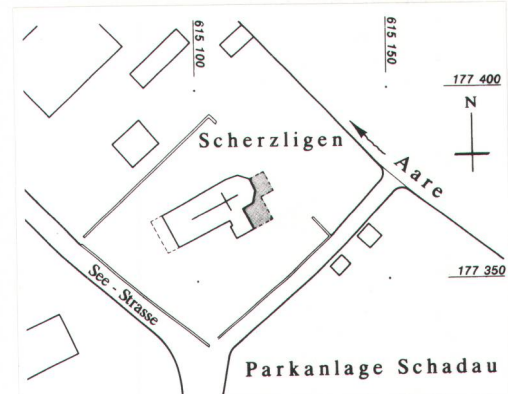 615 100
615 150
177 400
N
Scherzligen
Aare
177 350
See - Strasse
Parkanlage Schadau